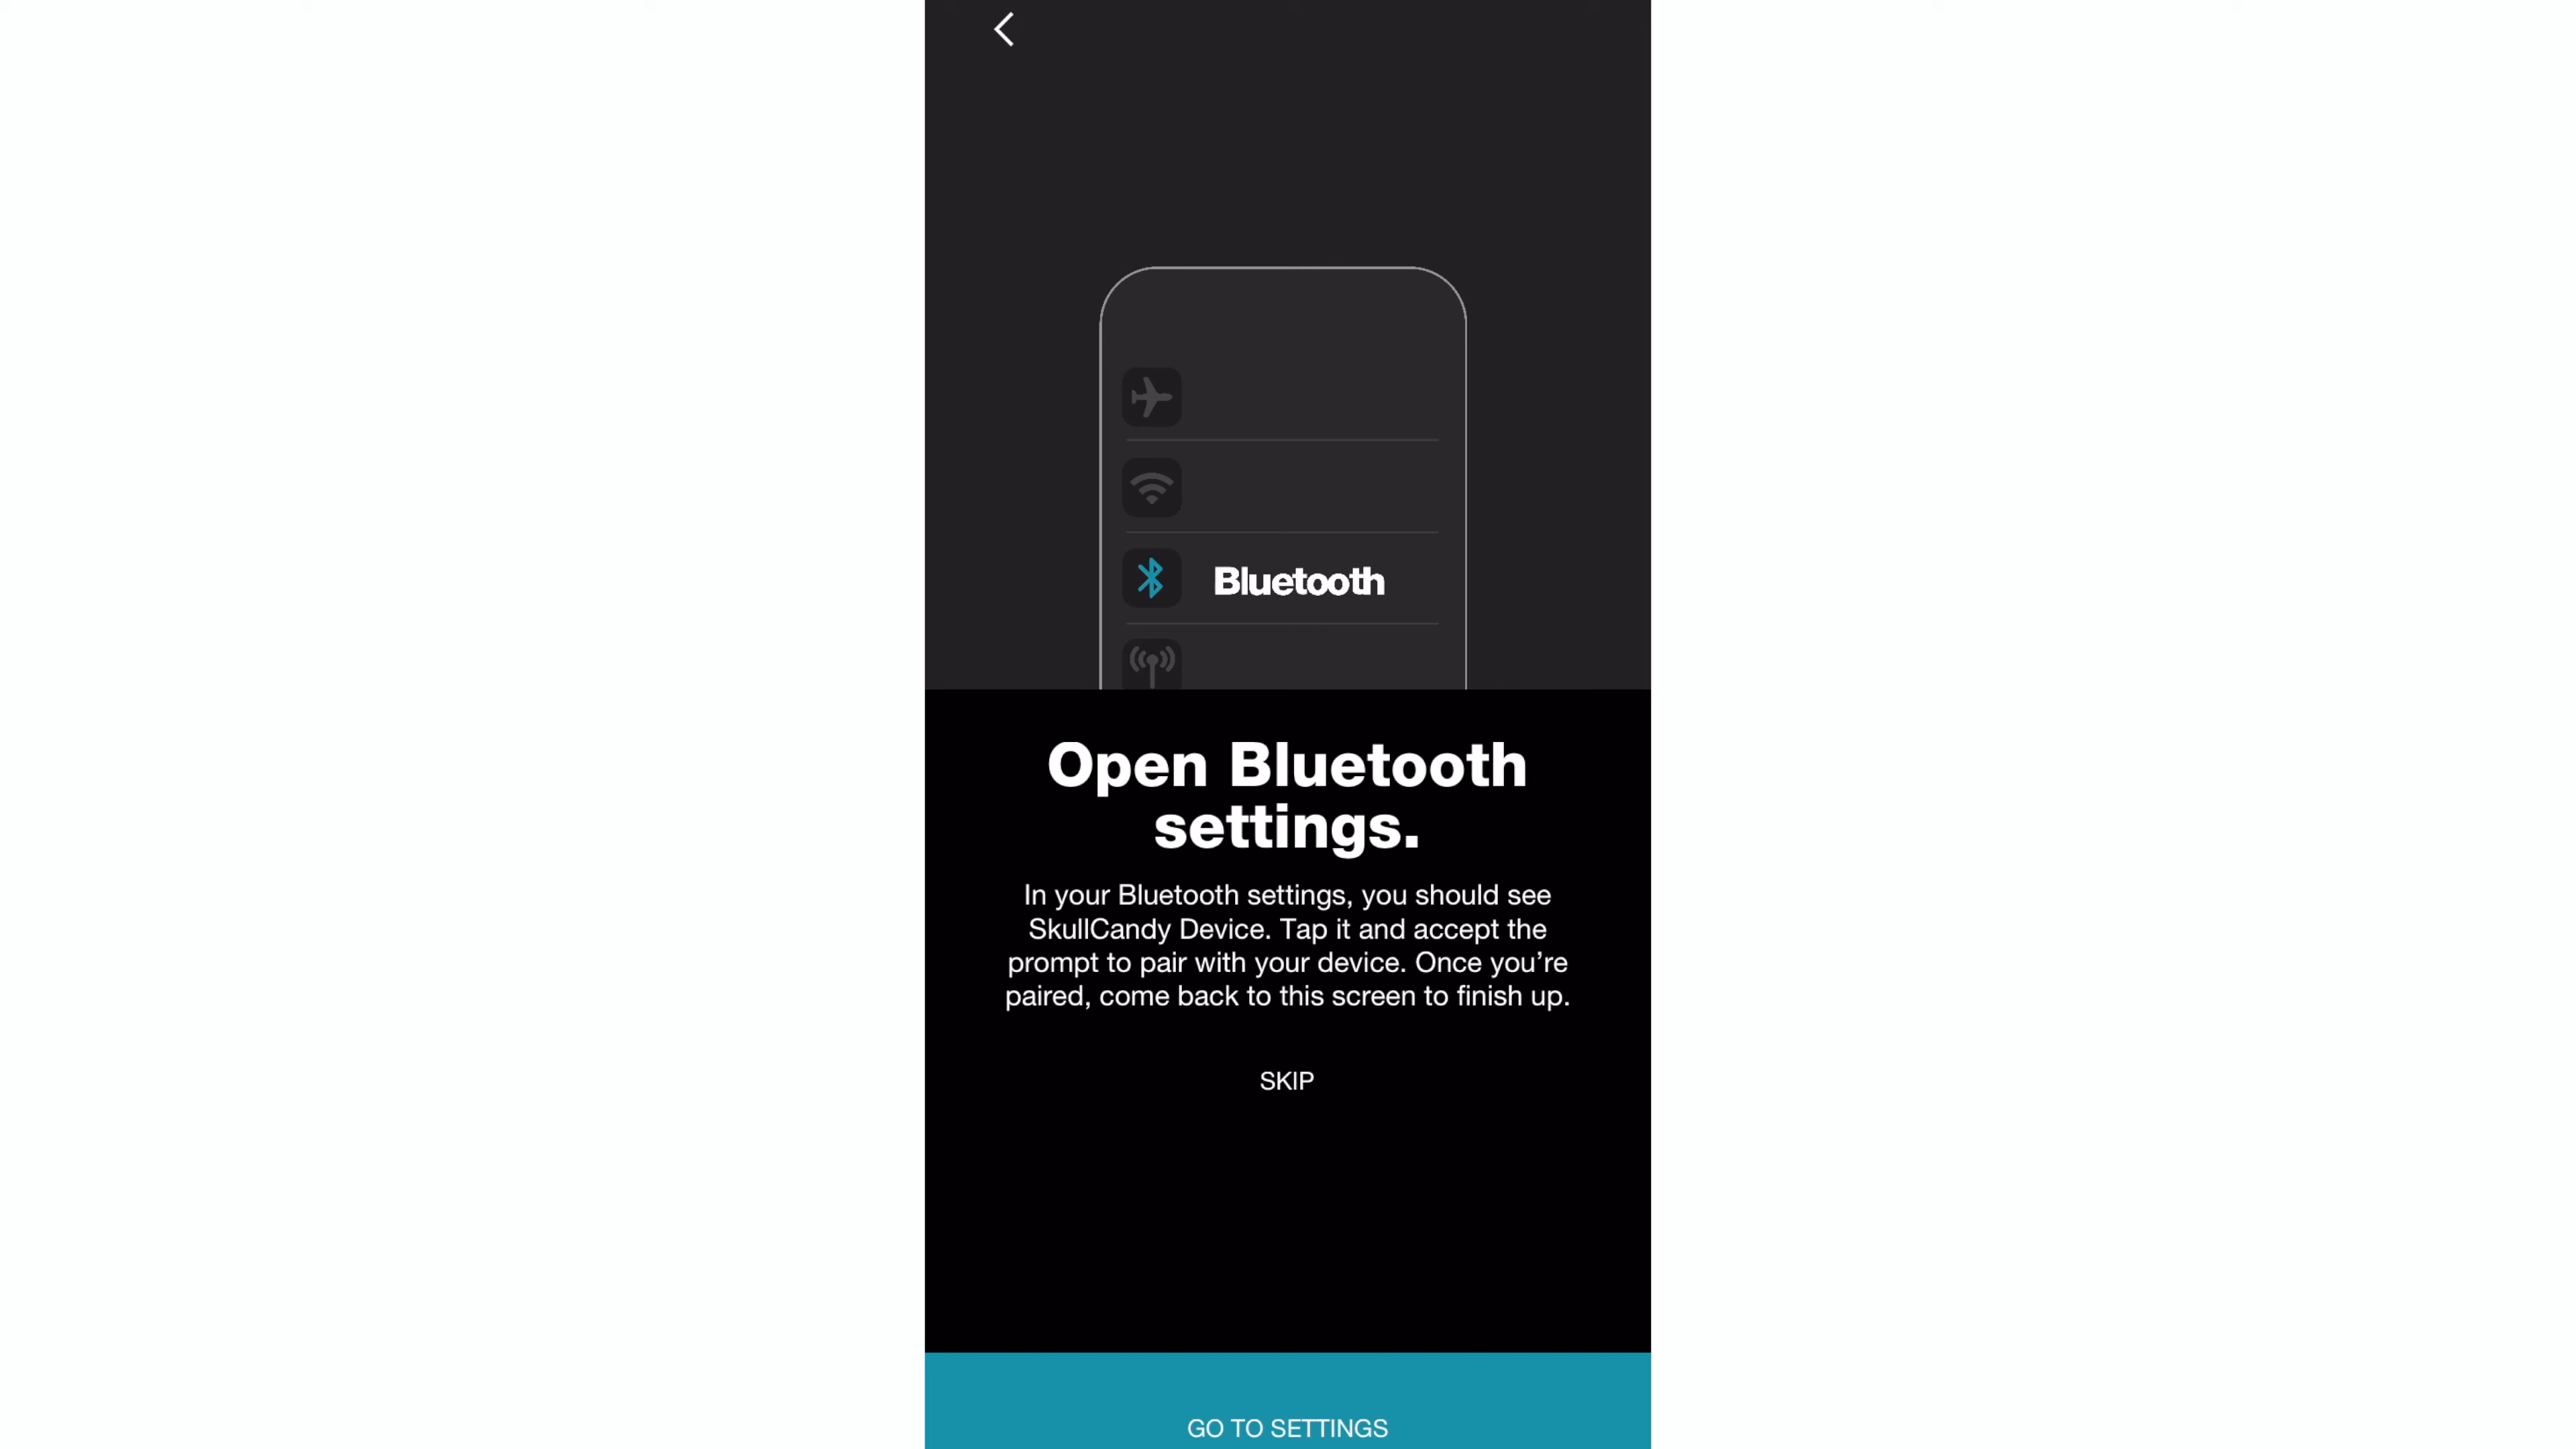 Bluetooth
Open Bluetooth
settings.
In your Bluetooth settings, you should see
SkullCandy Device. Tap it and accept the
prompt to pair with your device. Once you’re
paired, come back to this screen to finish up.
SKIP
GO TO SETTINGS